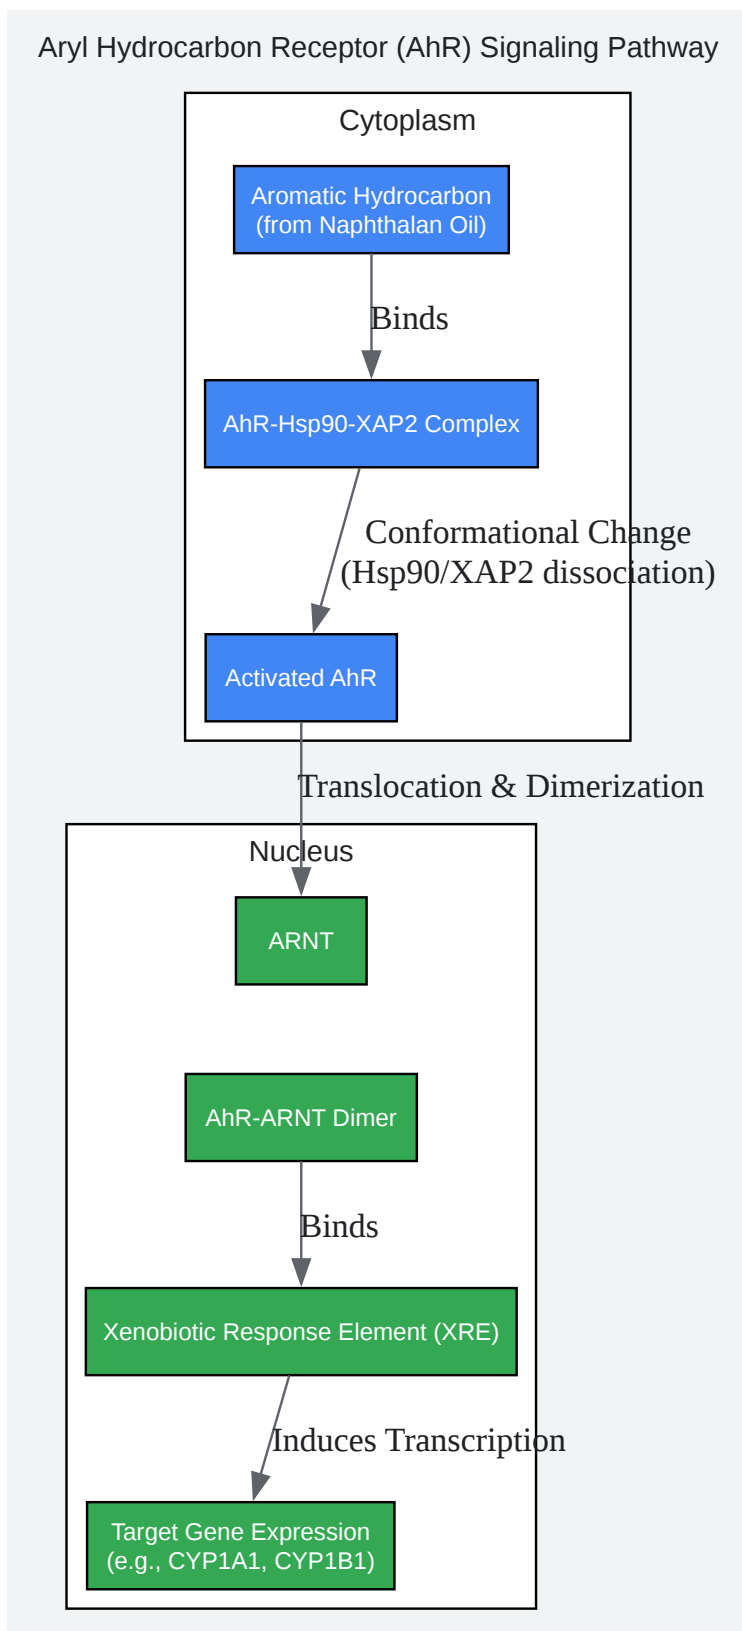 Aryl Hydrocarbon Receptor (AhR) Signaling Pathway
Cytoplasm
Aromatic Hydrocarbon
(from Naphthalan Oil)
Binds
AhR-Hsp90-XAP2 Complex
Conformational Change
(Hsp90/XAP2 dissociation)
Activated AhR
Translocation & Dimerization
Nucleus
ARNT
AhR-ARNT Dimer
Binds
Xenobiotic Response Element (XRE)
Induces Transcription
Target Gene Expression
(e.g., CYP1A1, CYP1B1)